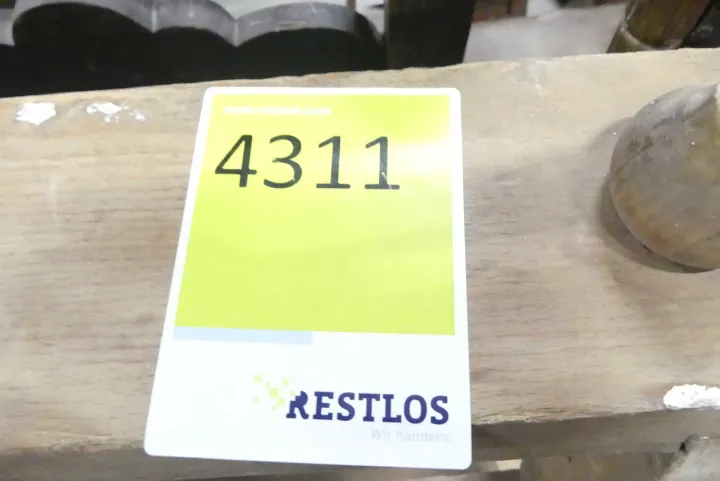 4311
RESTLOS
Wir handeln.